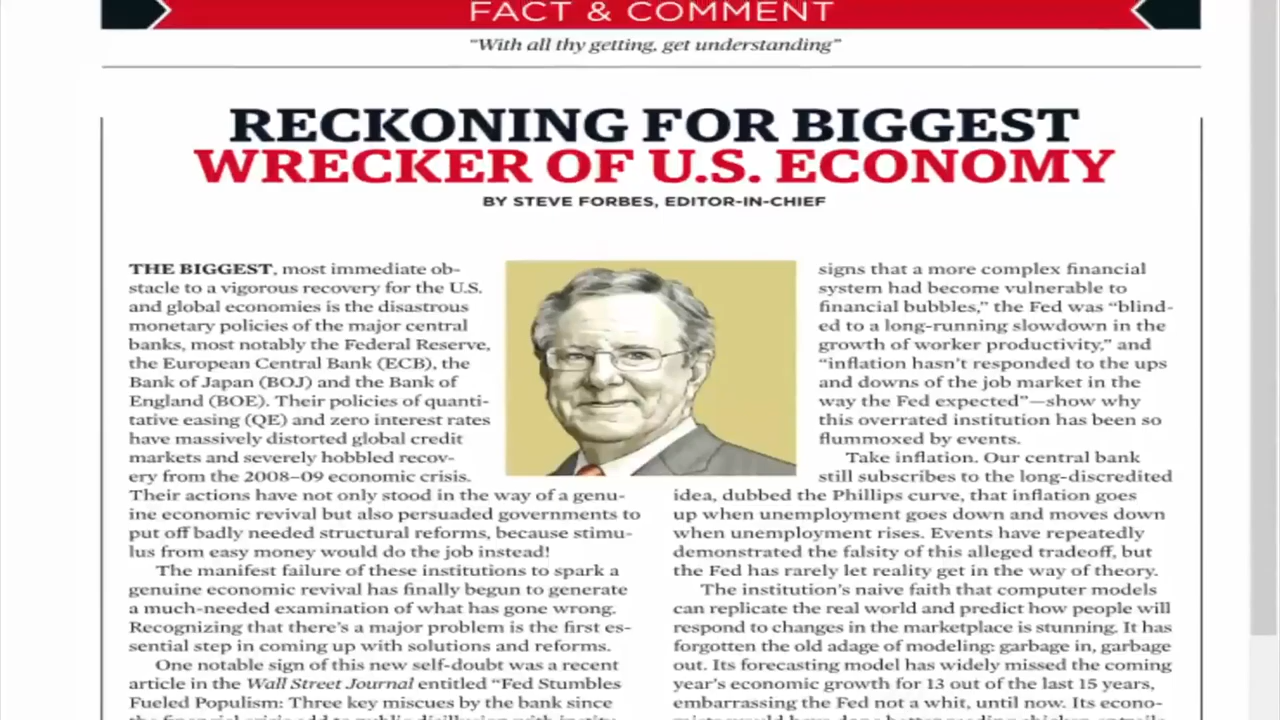 FACT & COMMENT
“With all thy getting, get understanding”
RECKONING FOR BIGGEST
WRECKER OF U.S. ECONOMY
BY STEVE FORBES, EDITOR-IN-CHIEF
THE BIGGEST, most immediate ob-
stacle to a vigorous recovery for the U.S.
and global economies is the disastrous
monetary policies of the major central
banks, most notably the Federal Reserve,
the European Central Bank (ECB), the
Bank of Japan (BOJ) and the Bank of
England (BOE). Their policies of quanti-
tative easing (QE) and zero interest rates
have massively distorted global credit
markets and severely hobbled recov-
ery from the 2008–09 economic crisis.
Their actions have not only stood in the way of a genu-
ine economic revival but also persuaded governments to
put off badly needed structural reforms, because stimu-
lus from easy money would do the job instead!
The manifest failure of these institutions to spark a
genuine economic revival has finally begun to generate
a much-needed examination of what has gone wrong.
Recognizing that there’s a major problem is the first es-
sential step in coming up with solutions and reforms.
One notable sign of this new self-doubt was a recent
article in the Wall Street Journal entitled “Fed Stumbles
Fueled Populism: Three key miscues by the bank since
the financial crisis add to public disillusion with institu-
signs that a more complex financial
system had become vulnerable to
financial bubbles,” the Fed was “blind-
ed to a long-running slowdown in the
growth of worker productivity,” and
“inflation hasn’t responded to the ups
and downs of the job market in the
way the Fed expected”—show why
this overrated institution has been so
flummoxed by events.
Take inflation. Our central bank
still subscribes to the long-discredited
idea, dubbed the Phillips curve, that inflation goes
up when unemployment goes down and moves down
when unemployment rises. Events have repeatedly
demonstrated the falsity of this alleged tradeoff, but
the Fed has rarely let reality get in the way of theory.
The institution’s naive faith that computer models
can replicate the real world and predict how people will
respond to changes in the marketplace is stunning. It has
forgotten the old adage of modeling: garbage in, garbage
out. Its forecasting model has widely missed the coming
year’s economic growth for 13 out of the last 15 years,
embarrassing the Fed not a whit, until now. Its econo-
mists would have done better reading chicken entrails